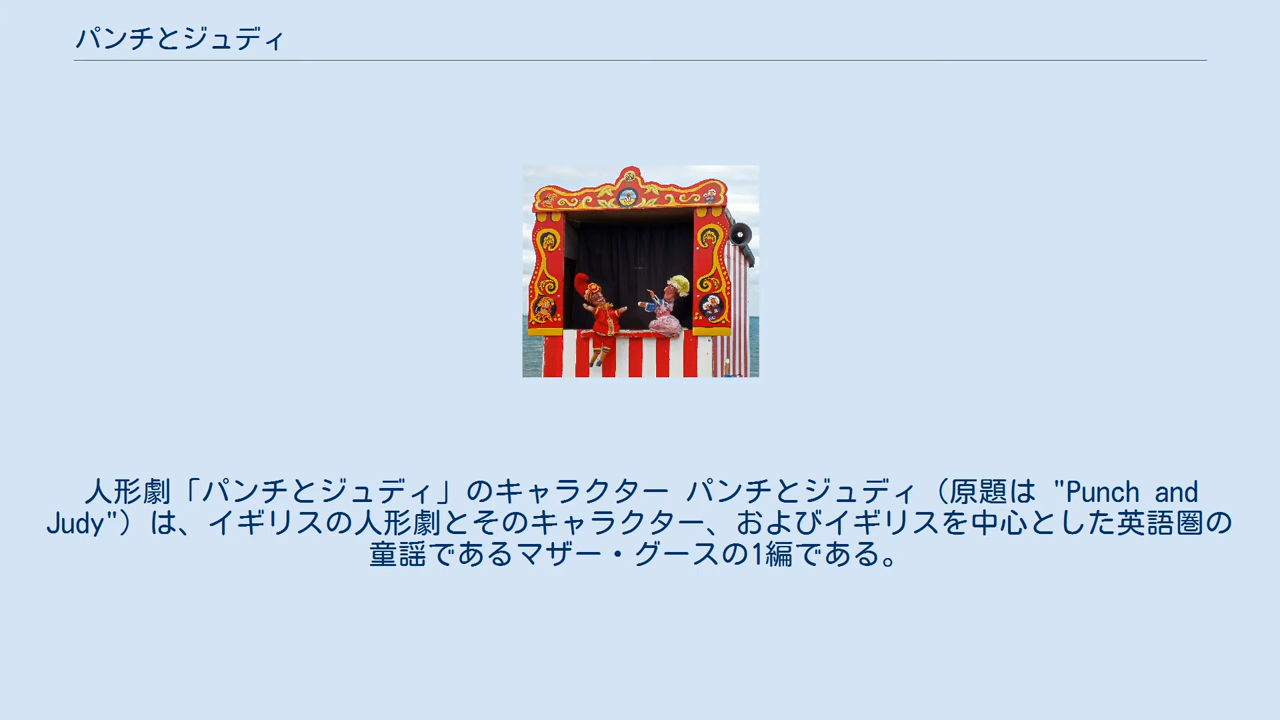 パンチとジュディ
人形劇「パンチとジュディ」のキャラクター パンチとジュディ（原題は "Punch and
Judy"）は、イギリスの人形劇とそのキャラクター、およびイギリスを中心とした英語圏の
童謡であるマザー・グースの1編である。